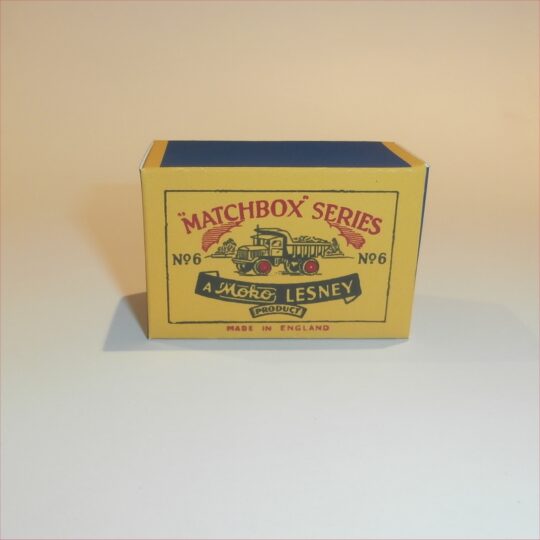 "MATCHBOX" SERIES
Nº6 Nº6
A Moko LESNEY
PRODUCT
MADE IN ENGLAND